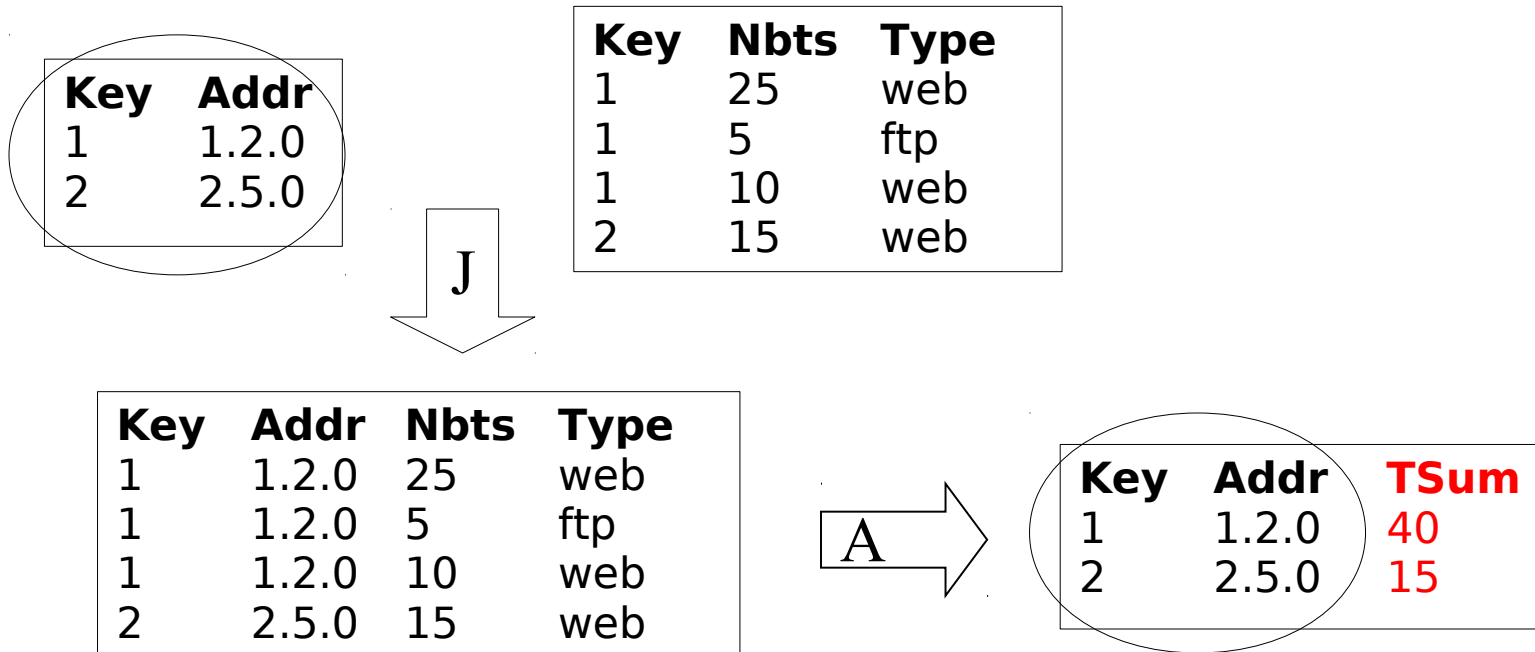 Key Addr
1 1.2.0
2 2.5.0
Key Nbts Type
1 25 web
1 5 ftp
1 10 web
2 15 web
J
Key Addr Nbts Type
1 1.2.0 25 web
1 1.2.0 5 ftp
1 1.2.0 10 web
2 2.5.0 15 web
A
Key Addr TSum
1 1.2.0 40
2 2.5.0 15